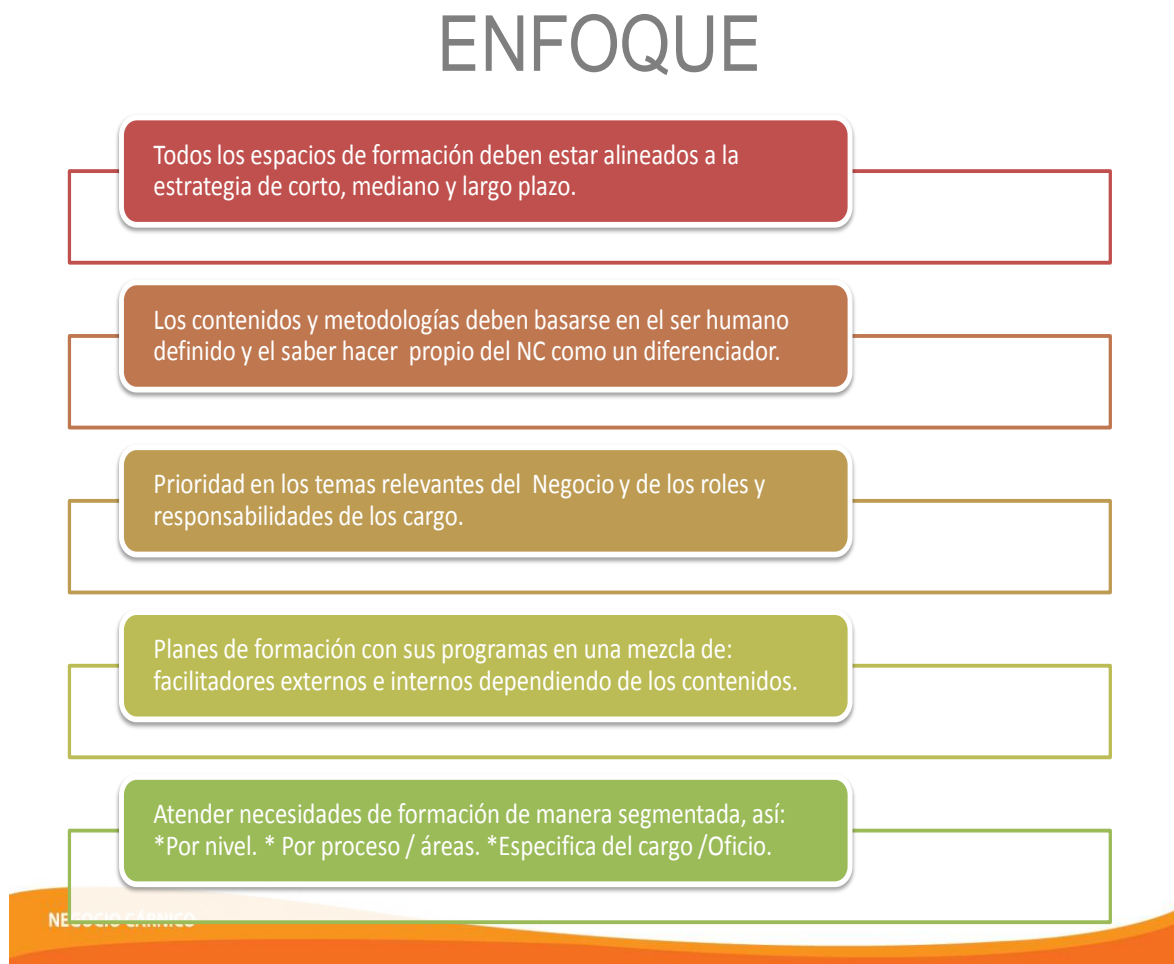 ENFOQUE
Todos los espacios de formación deben estar alineados a la
estrategia de corto, mediano y largo plazo.
Los contenidos y metodologías deben basarse en el ser humano
definido y el saber hacer propio del NC como un diferenciador.
Prioridad en los temas relevantes del Negocio y de los roles y
responsabilidades de los cargo.
Planes de formación con sus programas en una mezcla de:
facilitadores externos e internos dependiendo de los contenidos.
Atender necesidades de formación de manera segmentada, así:
*Por nivel. * Por proceso / áreas. *Especifica del cargo /Oficio.
NEGOCIO CÁRNICO